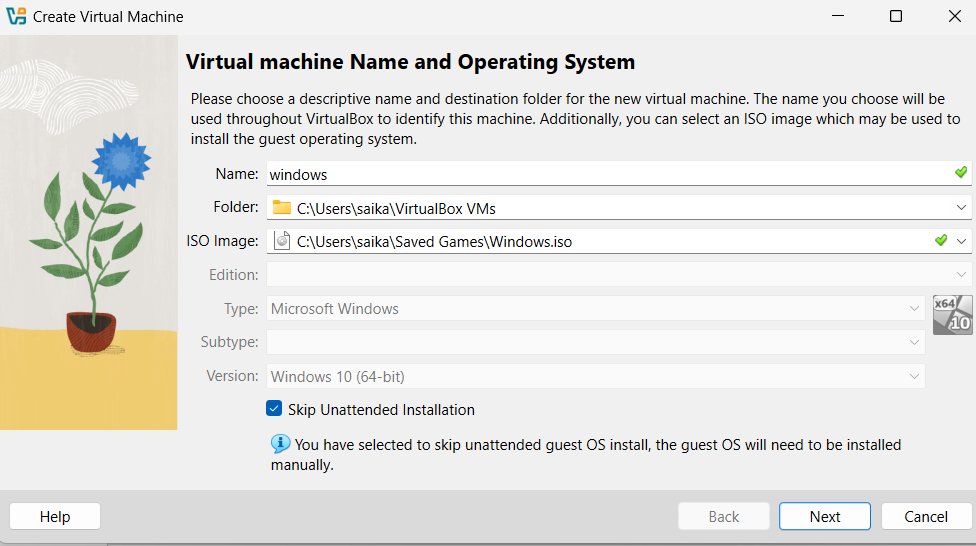 Create Virtual Machine
Virtual machine Name and Operating System
Please choose a descriptive name and destination folder for the new virtual machine. The name you choose will be
used throughout VirtualBox to identify this machine. Additionally, you can select an ISO image which may be used to
install the guest operating system.
Name: windows
Folder: C:\Users\saika\VirtualBox VMs
ISO Image: C:\Users\saika\Saved Games\Windows.iso
Edition:
Type: Microsoft Windows
x64
10
Subtype:
Version: Windows 10 (64-bit)
Skip Unattended Installation
You have selected to skip unattended guest OS install, the guest OS will need to be installed
manually.
Help Back Next Cancel